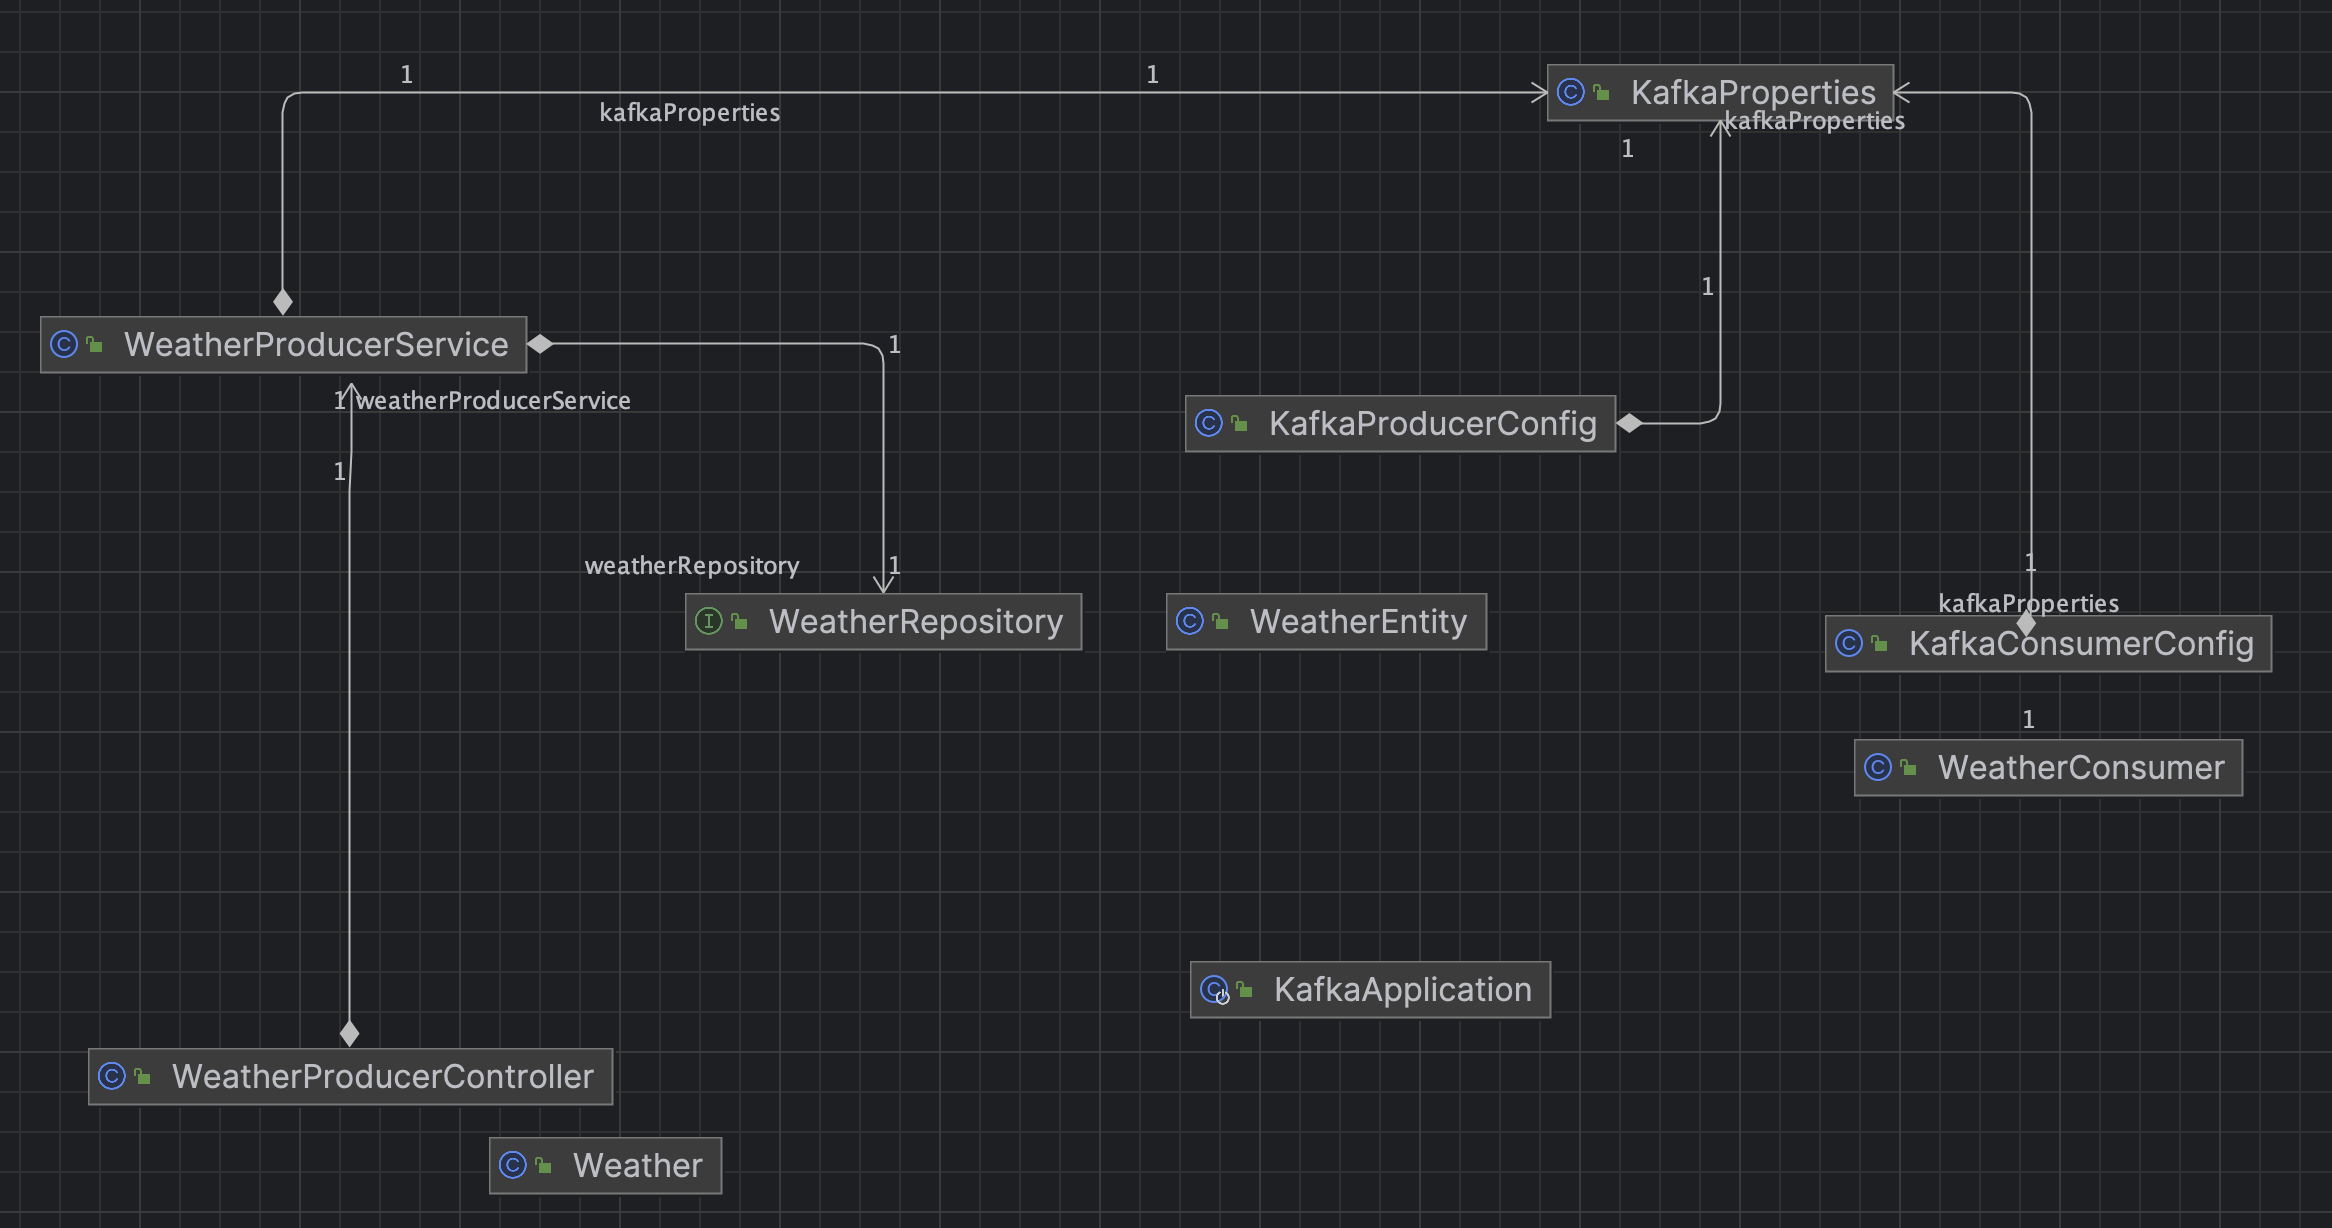 1
1
KafkaProperties
kafkaProperties
kafkaProperties
1
1
WeatherProducerService
1
1
weatherProducerService
KafkaProducerConfig
1
weatherRepository
1
1
kafkaProperties
WeatherRepository
WeatherEntity
KafkaConsumerConfig
1
WeatherConsumer
KafkaApplication
WeatherProducerController
Weather